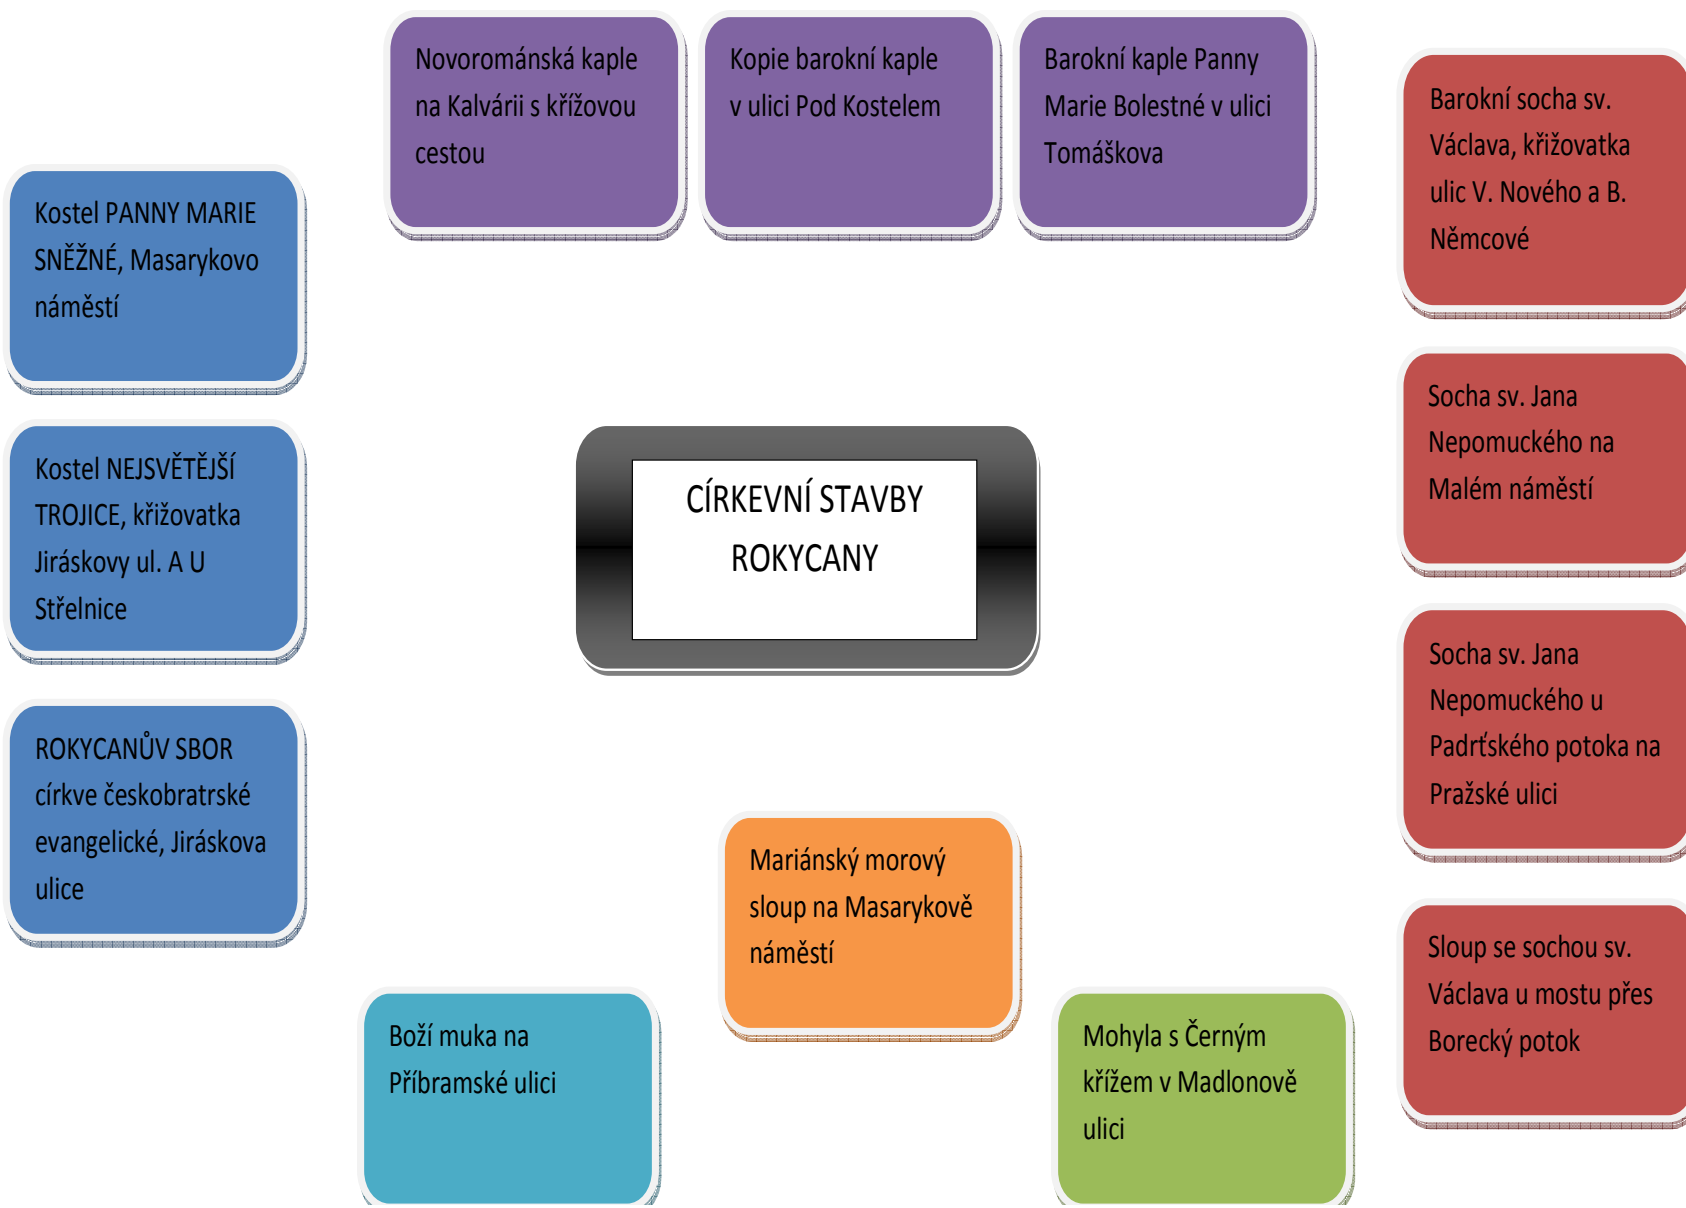 Novorománská kaple
na Kalvárii s křížovou
cestou
Kopie barokní kaple
v ulici Pod Kostelem
Barokní kaple Panny
Marie Bolestné v ulici
Tomáškova
Barokní socha sv.
Václava, křižovatka
ulic V. Nového a B.
Němcové
Kostel PANNY MARIE
SNĚŽNÉ, Masarykovo
náměstí
Socha sv. Jana
Nepomuckého na
Malém náměstí
Kostel NEJSVĚTĚJŠÍ
TROJICE, křižovatka
Jiráskovy ul. A U
Střelnice
CÍRKEVNÍ STAVBY
ROKYCANY
Socha sv. Jana
Nepomuckého u
Padrťského potoka na
Pražské ulici
ROKYCANŮV SBOR
církve českobratrské
evangelické, Jiráskova
ulice
Mariánský morový
sloup na Masarykově
náměstí
Sloup se sochou sv.
Václava u mostu přes
Borecký potok
Boží muka na
Příbramské ulici
Mohyla s Černým
křížem v Madlonově
ulici